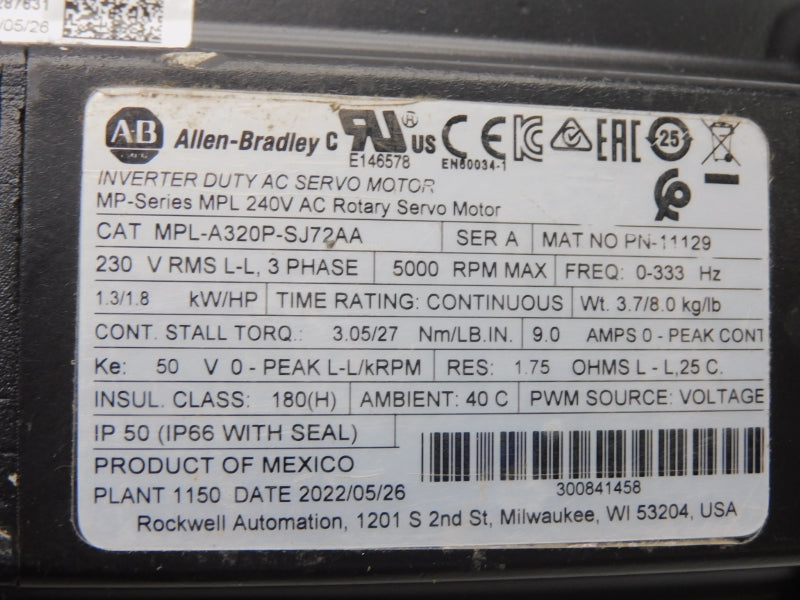 /05/26
A-B
Allen-Bradley
C RU US ®
E146578
CE
EN60034-1
EAC
25
INVERTER DUTY AC SERVO MOTOR
MP-Series MPL 240V AC Rotary Servo Motor
CAT MPL-A320P-SJ72AA SER A MAT NO PN-11129
230 V RMS L-L, 3 PHASE 5000 RPM MAX FREQ: 0-333 Hz
1.3/1.8 kW/HP TIME RATING: CONTINUOUS Wt. 3.7/8.0 kg/lb
CONT. STALL TORQ.: 3.05/27 Nm/LB.IN. 9.0 AMPS 0 - PEAK CONT
Ke: 50 V 0 - PEAK L-L/kRPM RES: 1.75 OHMS L - L,25 C.
INSUL. CLASS: 180(H) AMBIENT: 40 C PWM SOURCE: VOLTAGE
IP 50 (IP66 WITH SEAL)
PRODUCT OF MEXICO
PLANT 1150 DATE 2022/05/26
300841458
Rockwell Automation, 1201 S 2nd St, Milwaukee, WI 53204, USA